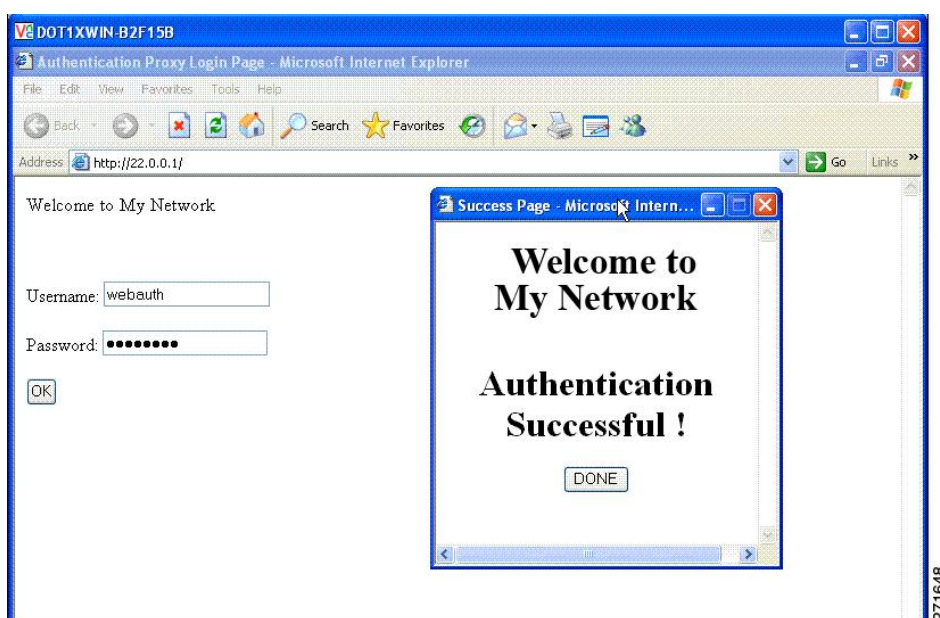 DOT1XWIN-B2F15B
Authentication Proxy Login Page - Microsoft Internet Explorer
File Edit View Favorites Tools Help
Back Search Favorites
Address http://22.0.0.1/ Go Links »
Welcome to My Network
Username: webauth
Password: ••••••••
OK
Success Page - Microsoft Intern...
Welcome to
My Network
Authentication
Successful !
DONE
271648